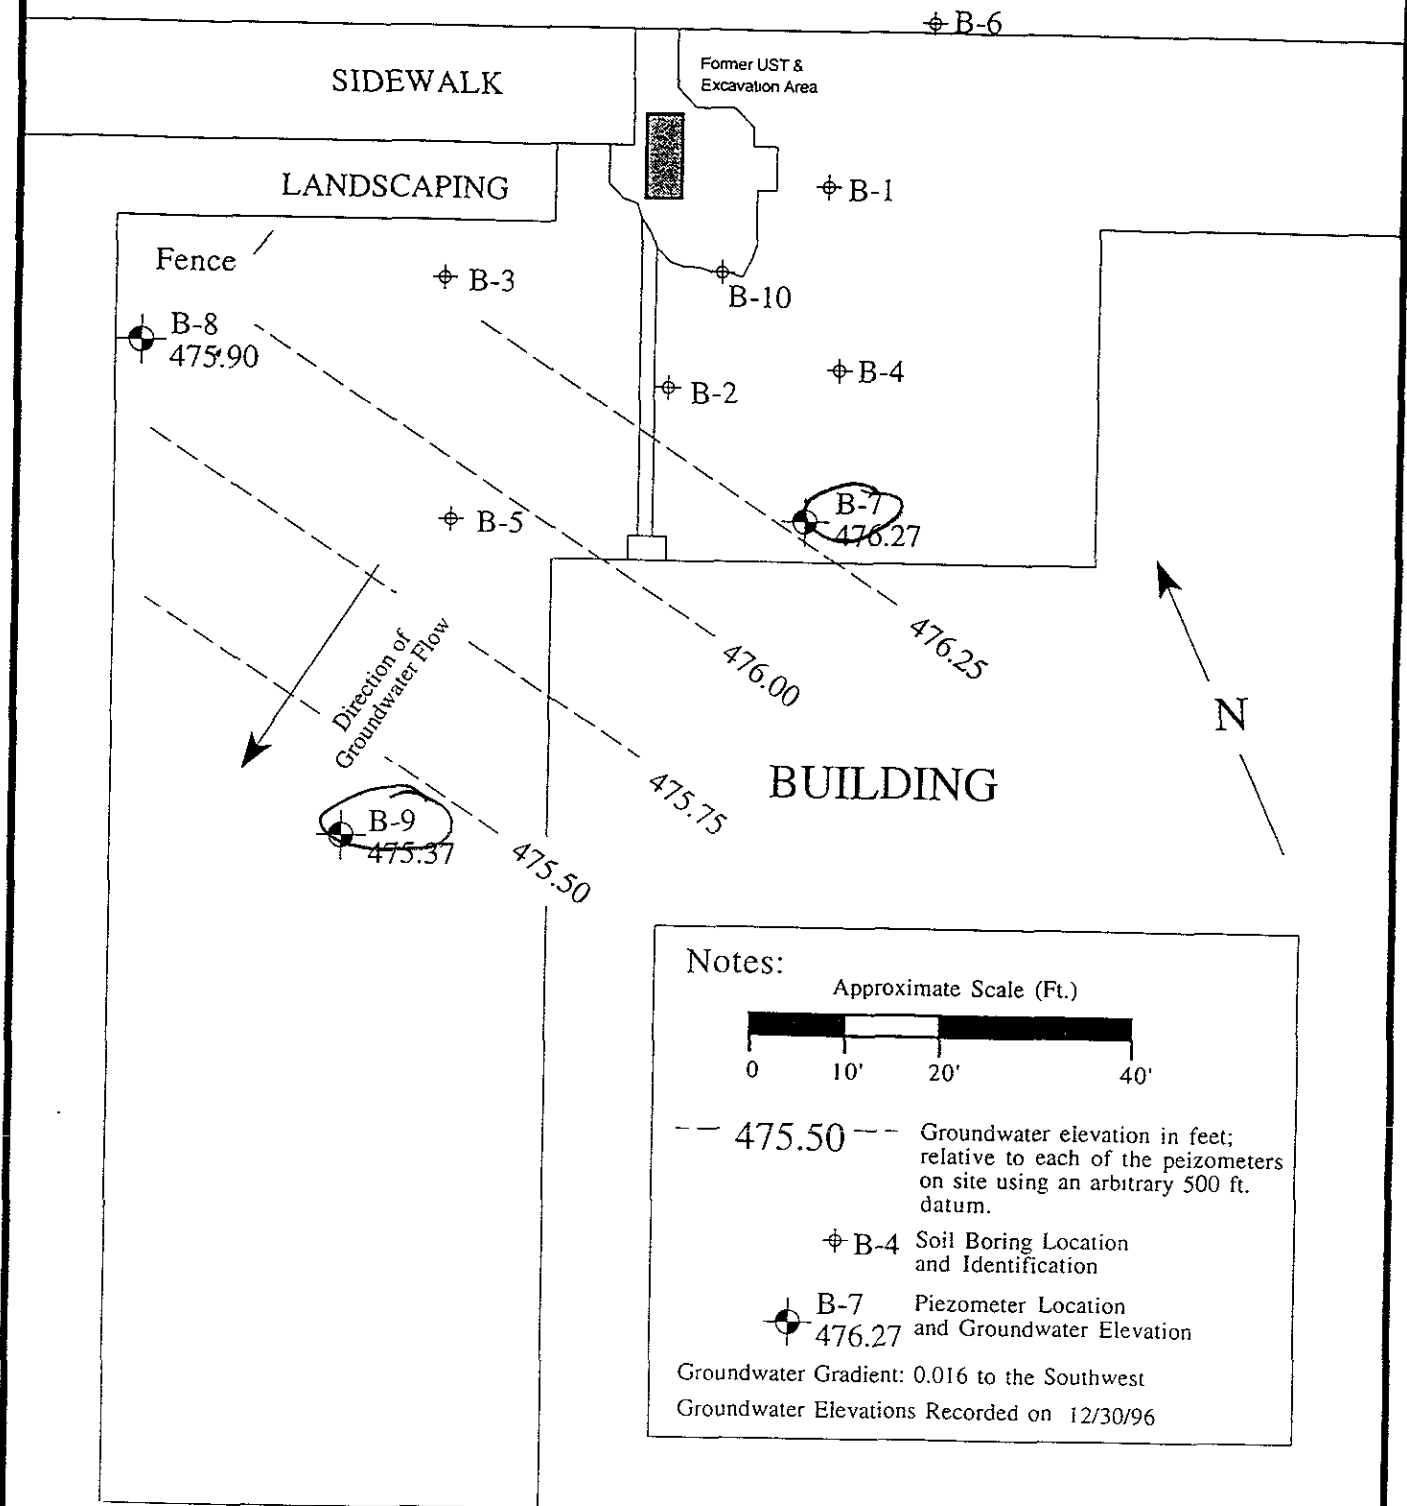 B-6
SIDEWALK
Former UST &
Excavation Area
LANDSCAPING
B-1
Fence
B-3
B-10
B-8
475.90
B-4
B-2
B-7
476.27
B-5
476.25
476.00
Direction of
Groundwater Flow
N
475.75
BUILDING
B-9
475.37
475.50
Notes:
Approximate Scale (Ft.)
0 10' 20' 40'
475.50
Groundwater elevation in feet;
relative to each of the peizometers
on site using an arbitrary 500 ft.
datum.
B-4 Soil Boring Location
and Identification
B-7 Piezometer Location
476.27 and Groundwater Elevation
Groundwater Gradient: 0.016 to the Southwest
Groundwater Elevations Recorded on 12/30/96